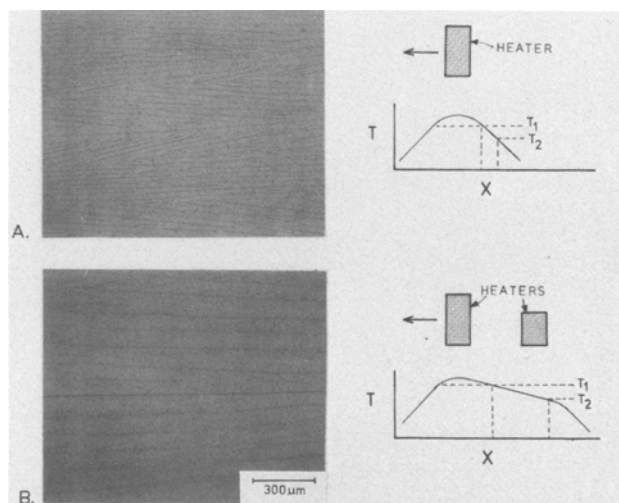 HEATER
T
T1
T2
X
A.
HEATERS
T
T1
T2
X
300 μm
B.